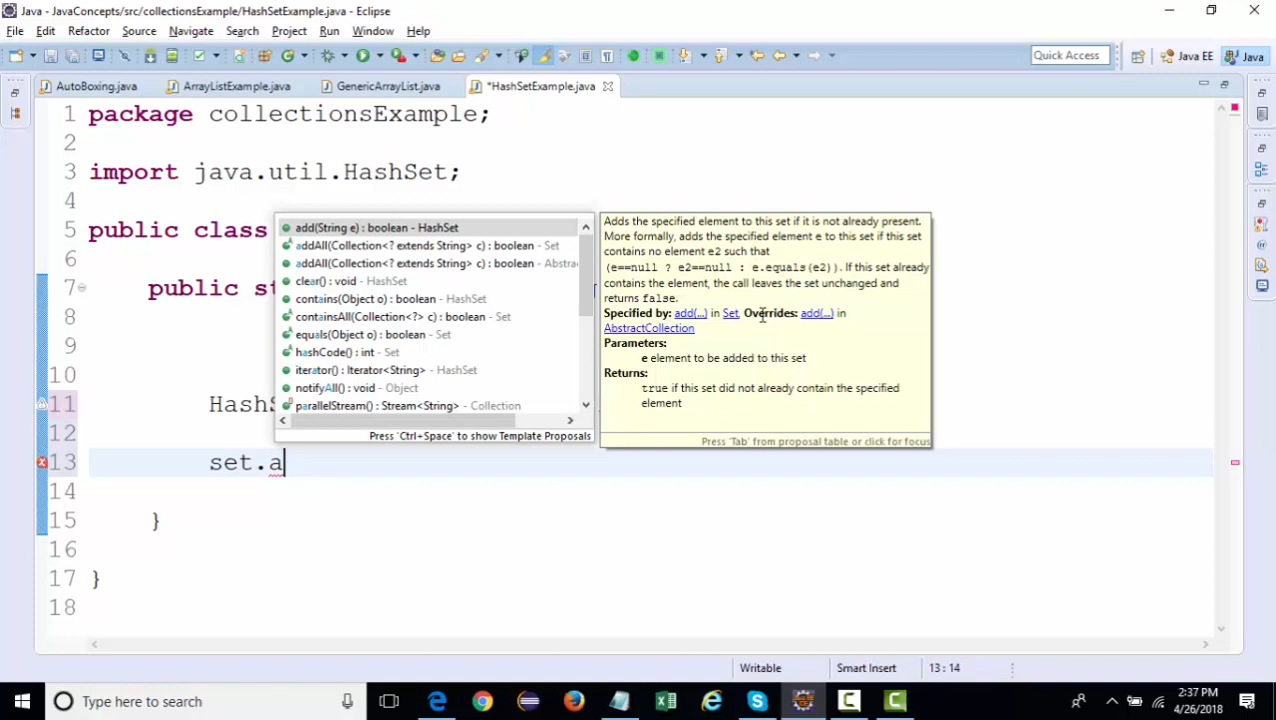 Java - JavaConcepts/src/collectionsExample/HashSetExample.java - Eclipse
File Edit Refactor Source Navigate Search Project Run Window Help
Quick Access Java EE Java
AutoBoxing.java ArrayListExample.java GenericArrayList.java *HashSetExample.java
1 package collectionsExample;
2
3 import java.util.HashSet;
4
5 public class
6
7 public st
8
9
10
11 HashS
12
13 set.a
14
15 }
16
17 }
18
add(String e) : boolean - HashSet
addAll(Collection<? extends String> c) : boolean - Set
addAll(Collection<? extends String> c) : boolean - Abstra
clear() : void - HashSet
contains(Object o) : boolean - HashSet
containsAll(Collection<?> c) : boolean - Set
equals(Object o) : boolean - Set
hashCode() : int - Set
iterator() : Iterator<String> - HashSet
notifyAll() : void - Object
parallelStream() : Stream<String> - Collection
Press 'Ctrl+Space' to show Template Proposals
Adds the specified element to this set if it is not already present.
More formally, adds the specified element e to this set if this set
contains no element e2 such that
(e==null ? e2==null : e.equals(e2)). If this set already
contains the element, the call leaves the set unchanged and
returns false.
Specified by: add(...) in Set, Overrides: add(...) in
AbstractCollection
Parameters:
e element to be added to this set
Returns:
true if this set did not already contain the specified
element
Press 'Tab' from proposal table or click for focus
Writable Smart Insert 13 : 14
Type here to search
2:37 PM
4/26/2018